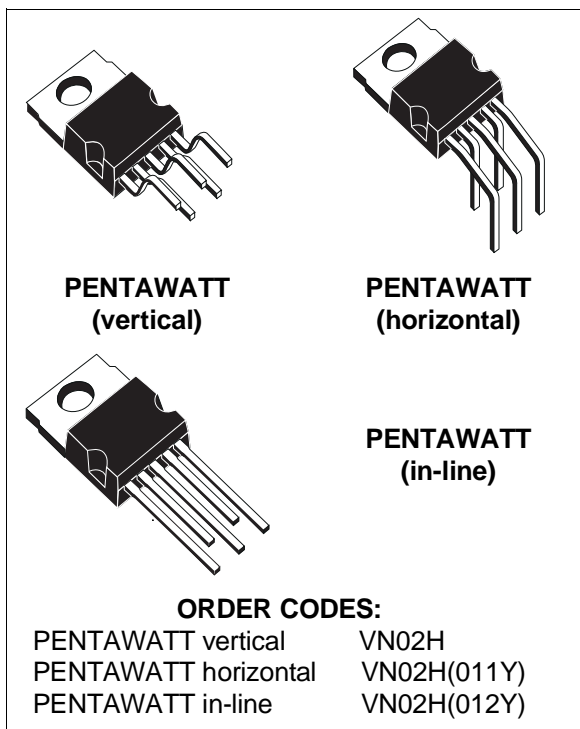 PENTAWATT
(vertical)
PENTAWATT
(horizontal)
PENTAWATT
(in-line)
ORDER CODES:
PENTAWATT vertical VN02H
PENTAWATT horizontal VN02H(011Y)
PENTAWATT in-line VN02H(012Y)